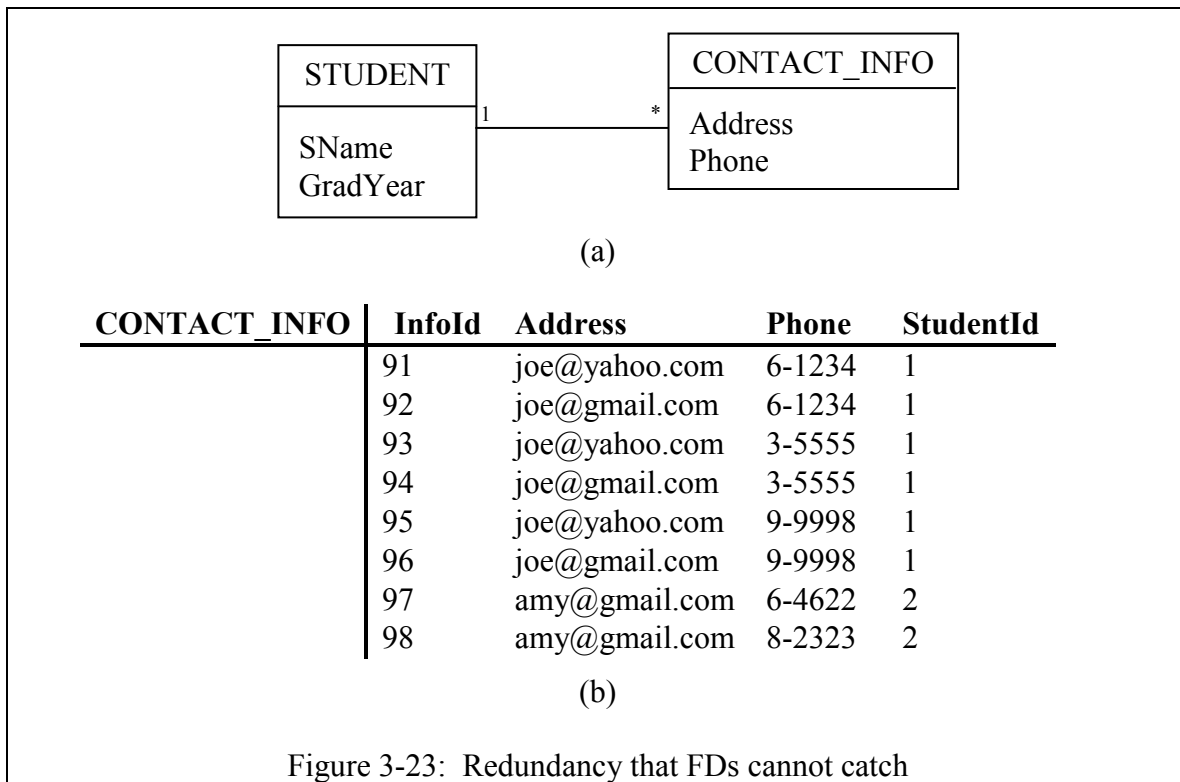 STUDENT
SName
GradYear
1
*
CONTACT_INFO
Address
Phone
(a)
CONTACT_INFO InfoId Address Phone StudentId
91 joe@yahoo.com 6-1234 1
92 joe@gmail.com 6-1234 1
93 joe@yahoo.com 3-5555 1
94 joe@gmail.com 3-5555 1
95 joe@yahoo.com 9-9998 1
96 joe@gmail.com 9-9998 1
97 amy@gmail.com 6-4622 2
98 amy@gmail.com 8-2323 2
(b)
Figure 3-23: Redundancy that FDs cannot catch